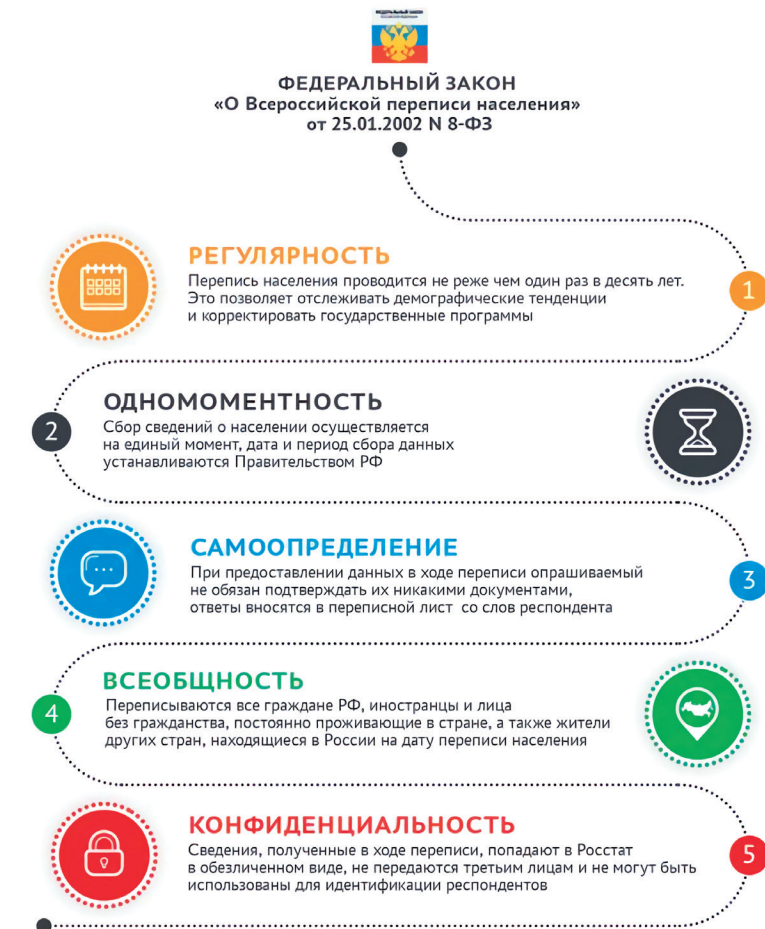 ФЕДЕРАЛЬНЫЙ ЗАКОН
«О Всероссийской переписи населения»
от 25.01.2002 N 8-ФЗ
РЕГУЛЯРНОСТЬ
Перепись населения проводится не реже чем один раз в десять лет.
Это позволяет отслеживать демографические тенденции
и корректировать государственные программы
1
ОДНОМОМЕНТНОСТЬ
2
Сбор сведений о населении осуществляется
на единый момент, дата и период сбора данных
устанавливаются Правительством РФ
САМООПРЕДЕЛЕНИЕ
При предоставлении данных в ходе переписи опрашиваемый
не обязан подтверждать их никакими документами,
ответы вносятся в переписной лист со слов респондента
3
ВСЕОБЩНОСТЬ
4
Переписываются все граждане РФ, иностранцы и лица
без гражданства, постоянно проживающие в стране, а также жители
других стран, находящиеся в России на дату переписи населения
КОНФИДЕНЦИАЛЬНОСТЬ
Сведения, полученные в ходе переписи, попадают в Росстат
в обезличенном виде, не передаются третьим лицам и не могут быть
использованы для идентификации респондентов
5